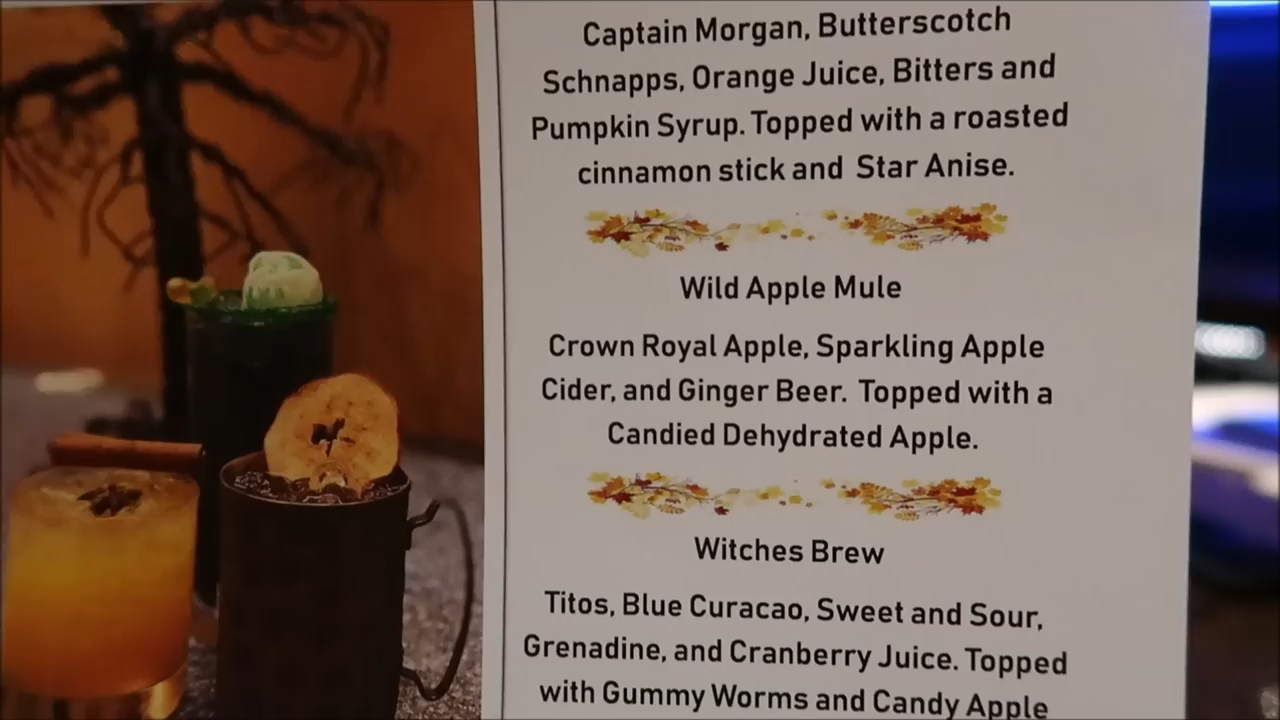 Captain Morgan, Butterscotch
Schnapps, Orange Juice, Bitters and
Pumpkin Syrup. Topped with a roasted
cinnamon stick and Star Anise.
Wild Apple Mule
Crown Royal Apple, Sparkling Apple
Cider, and Ginger Beer. Topped with a
Candied Dehydrated Apple.
Witches Brew
Titos, Blue Curacao, Sweet and Sour,
Grenadine, and Cranberry Juice. Topped
with Gummy Worms and Candy Apple